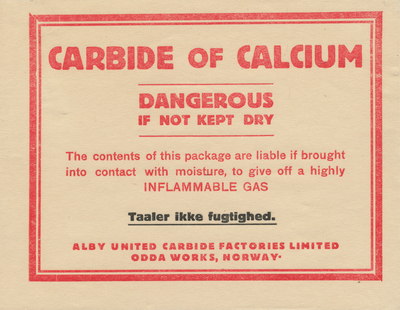 CARBIDE OF CALCIUM
DANGEROUS
IF NOT KEPT DRY
The contents of this package are liable if brought
into contact with moisture, to give off a highly
INFLAMMABLE GAS
Taaler ikke fugtighed.
ALBY UNITED CARBIDE FACTORIES LIMITED
ODDA WORKS, NORWAY·